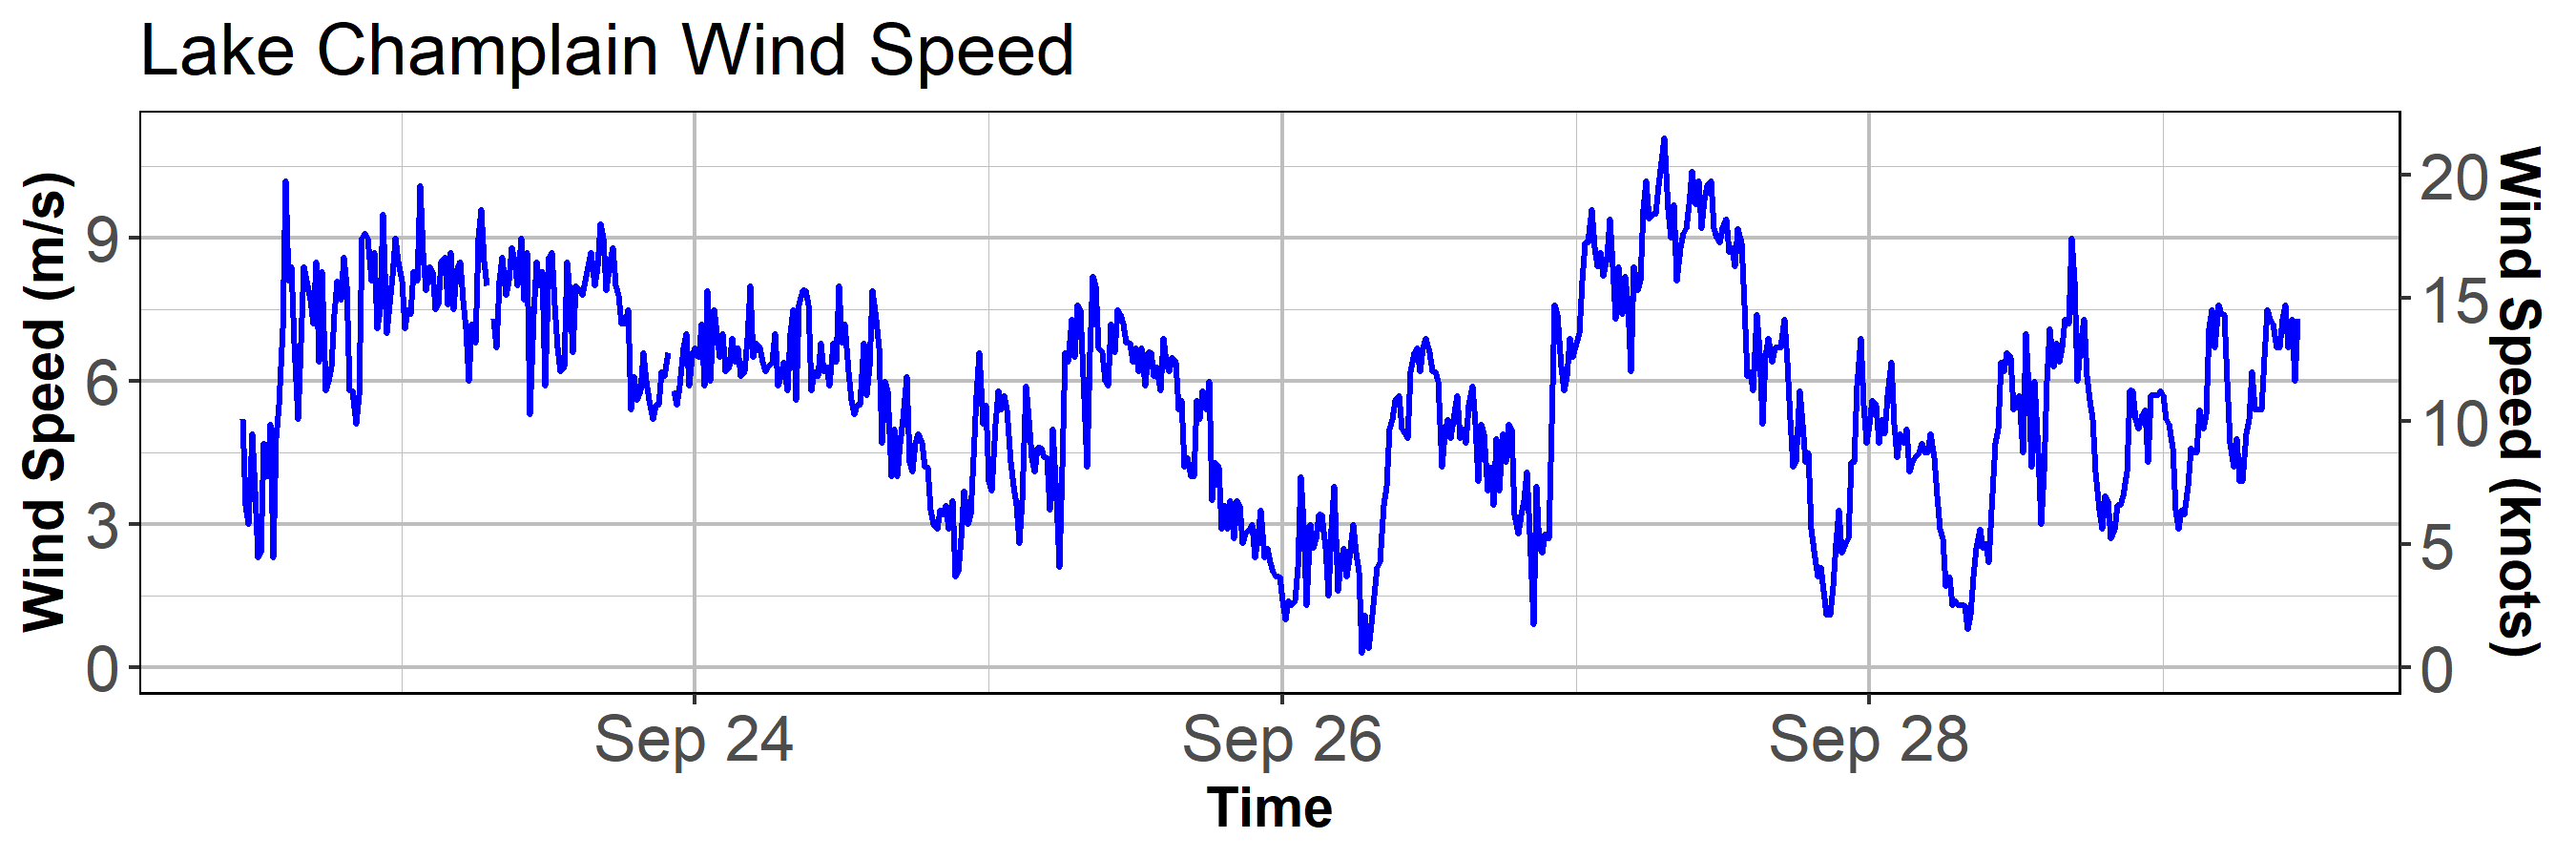 Lake Champlain Wind Speed
Wind Speed (m/s)
9
6
3
0
20
15
10
5
0
Wind Speed (knots)
Sep 24
Sep 26
Sep 28
Time